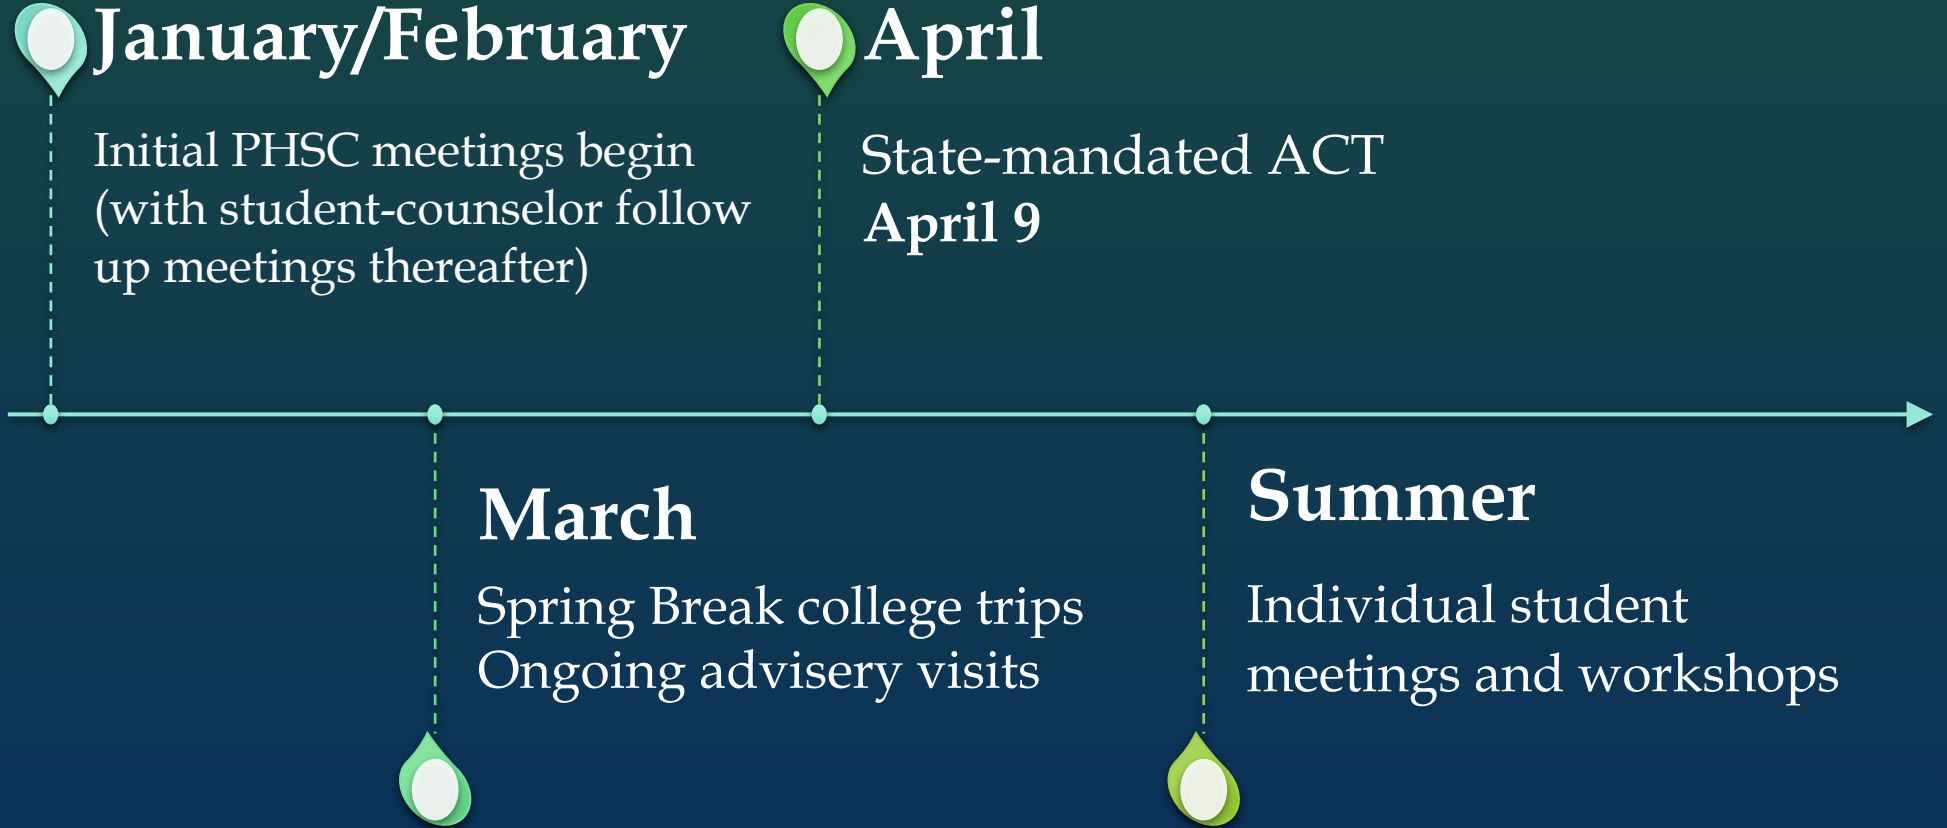 January/February
Initial PHSC meetings begin
(with student-counselor follow
up meetings thereafter)
April
State-mandated ACT
April 9
March
Spring Break college trips
Ongoing advisery visits
Summer
Individual student
meetings and workshops